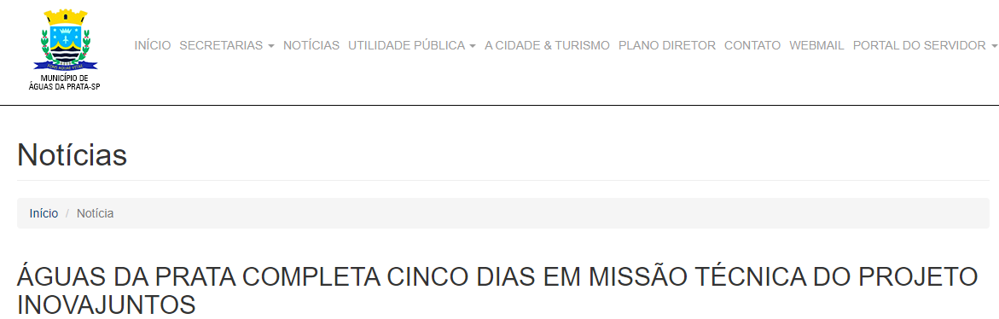 MUNICÍPIO DE
ÁGUAS DA PRATA-SP
INÍCIO SECRETARIAS NOTÍCIAS UTILIDADE PÚBLICA A CIDADE & TURISMO PLANO DIRETOR CONTATO WEBMAIL PORTAL DO SERVIDOR
Notícias
Início / Notícia
ÁGUAS DA PRATA COMPLETA CINCO DIAS EM MISSÃO TÉCNICA DO PROJETO
INOVAJUNTOS